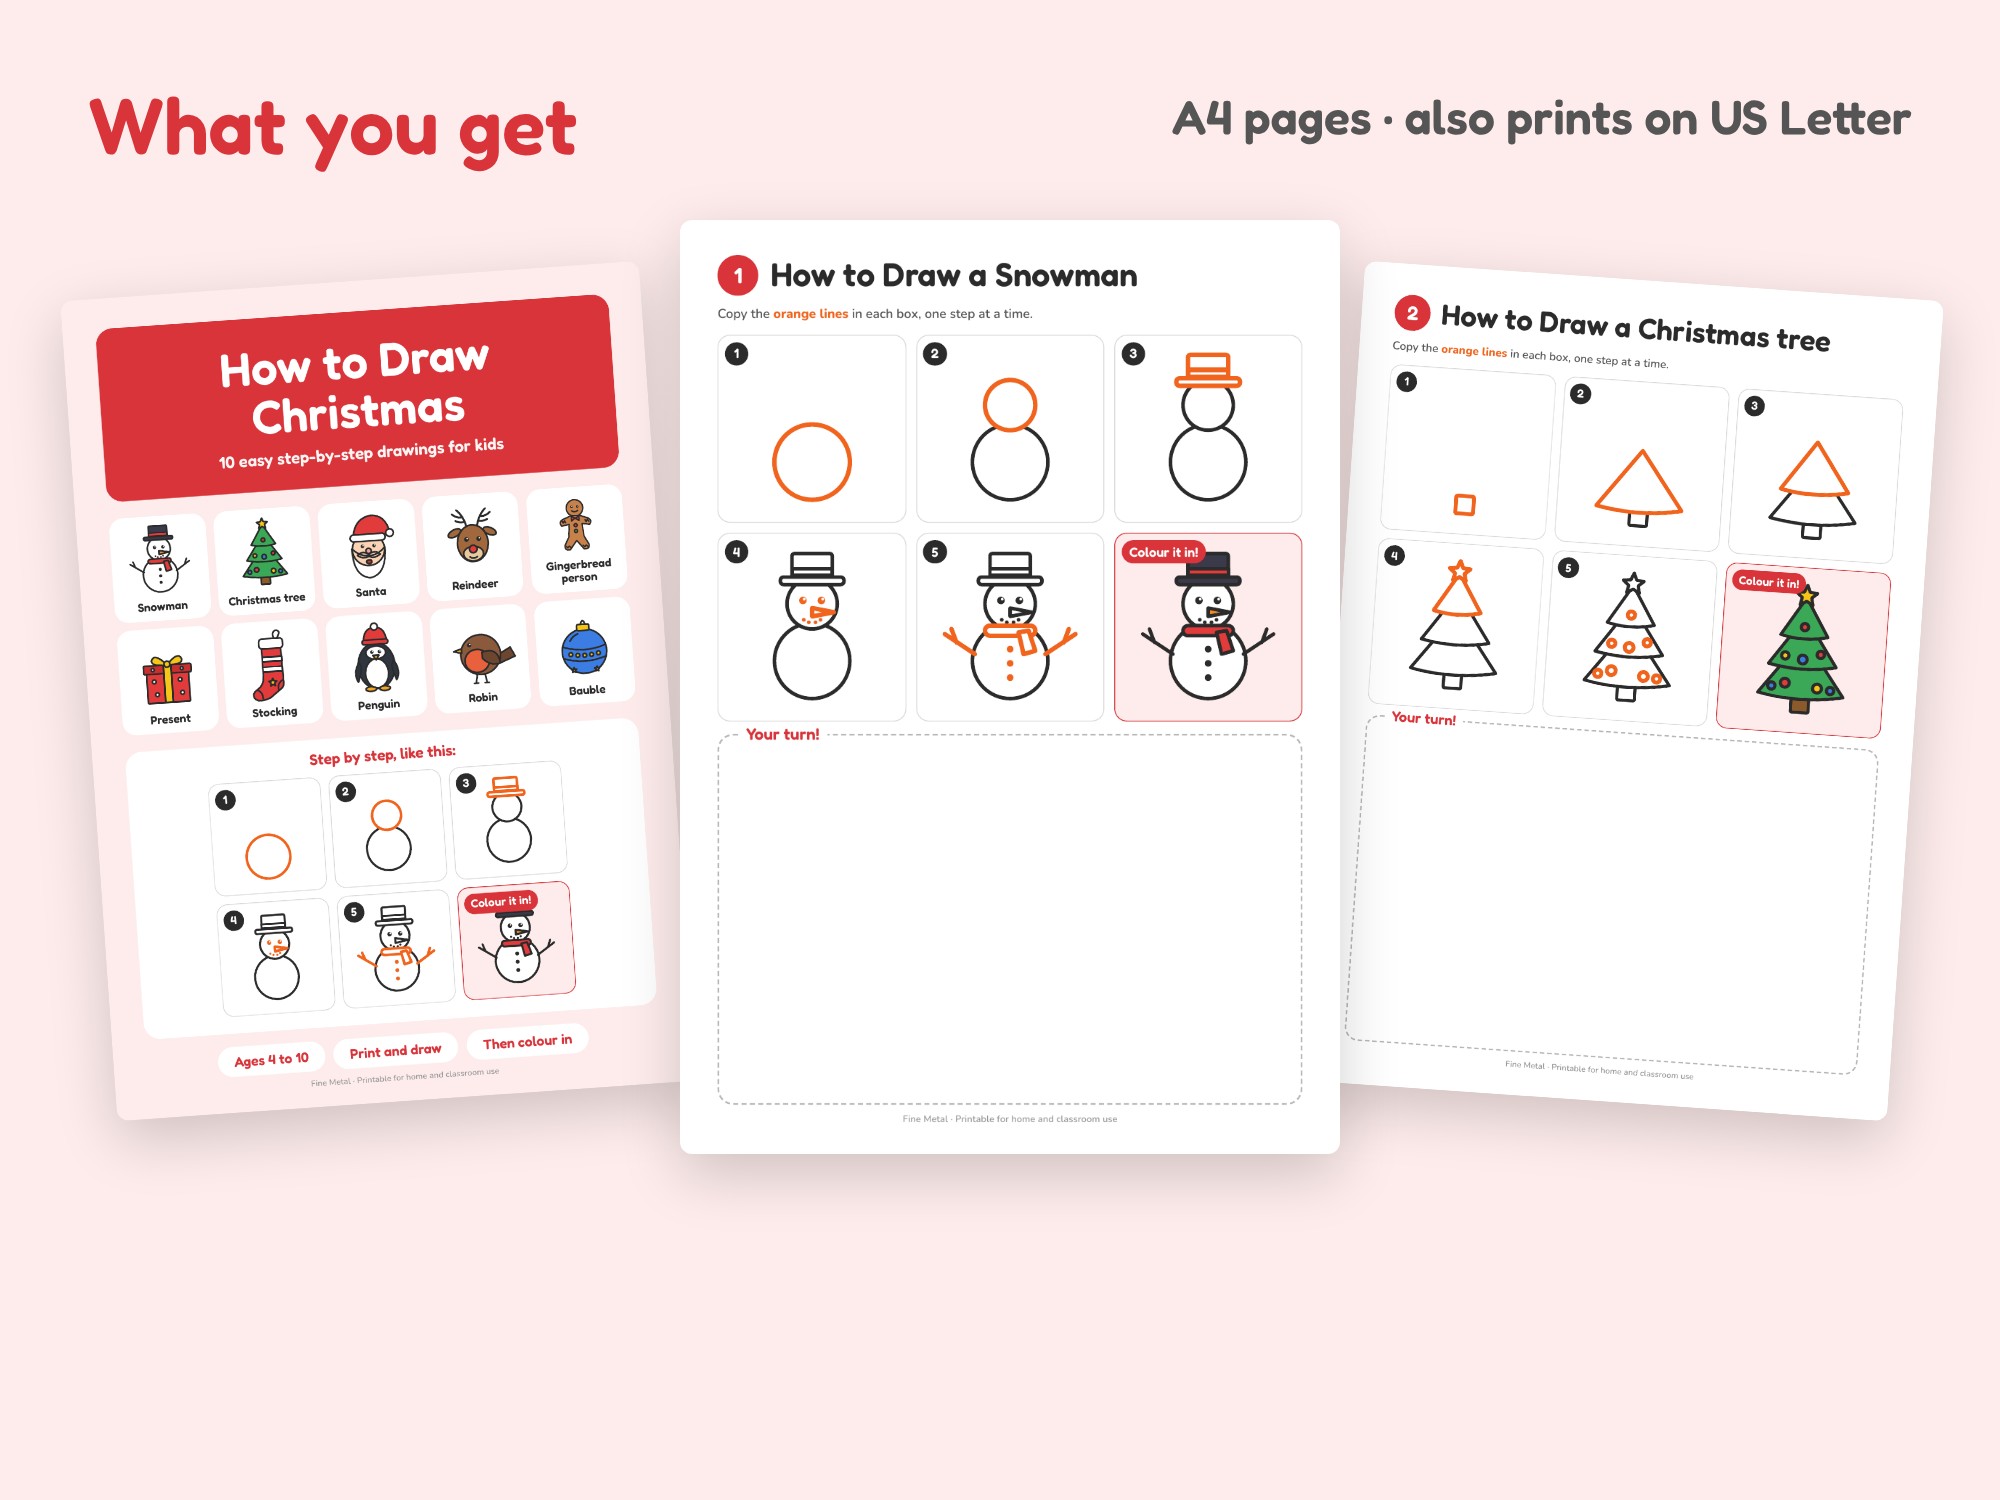 What you get
A4 pages · also prints on US Letter
How to Draw
Christmas
10 easy step-by-step drawings for kids
Snowman
Christmas tree
Santa
Reindeer
Gingerbread
person
Present
Stocking
Penguin
Robin
Bauble
Step by step, like this:
1
2
3
4
5
Colour it in!
Ages 4 to 10
Print and draw
Then colour in
Fine Metal · Printable for home and classroom use
1 How to Draw a Snowman
Copy the orange lines in each box, one step at a time.
1
2
3
4
5
Colour it in!
Your turn!
Fine Metal · Printable for home and classroom use
2 How to Draw a Christmas tree
Copy the orange lines in each box, one step at a time.
1
2
3
4
5
Colour it in!
Your turn!
Fine Metal · Printable for home and classroom use